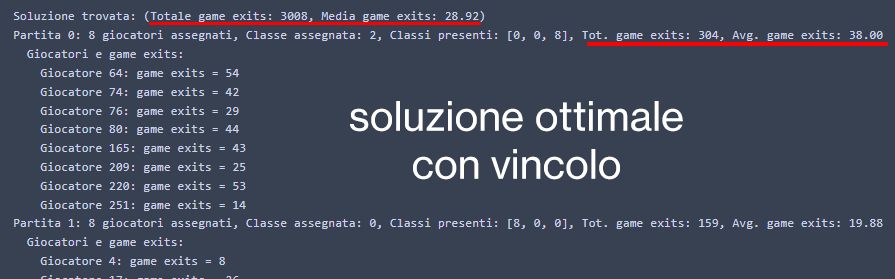 Soluzione trovata: (Totale game exits: 3008, Media game exits: 28.92)
Partita 0: 8 giocatori assegnati, Classe assegnata: 2, Classi presenti: [0, 0, 8], Tot. game exits: 304, Avg. game exits: 38.00
Giocatori e game exits:
Giocatore 64: game exits = 54
Giocatore 74: game exits = 42
Giocatore 76: game exits = 29
Giocatore 80: game exits = 44
Giocatore 165: game exits = 43
Giocatore 209: game exits = 25
Giocatore 220: game exits = 53
Giocatore 251: game exits = 14
soluzione ottimale
con vincolo
Partita 1: 8 giocatori assegnati, Classe assegnata: 0, Classi presenti: [8, 0, 0], Tot. game exits: 159, Avg. game exits: 19.88
Giocatori e game exits:
Giocatore 4: game exits = 8